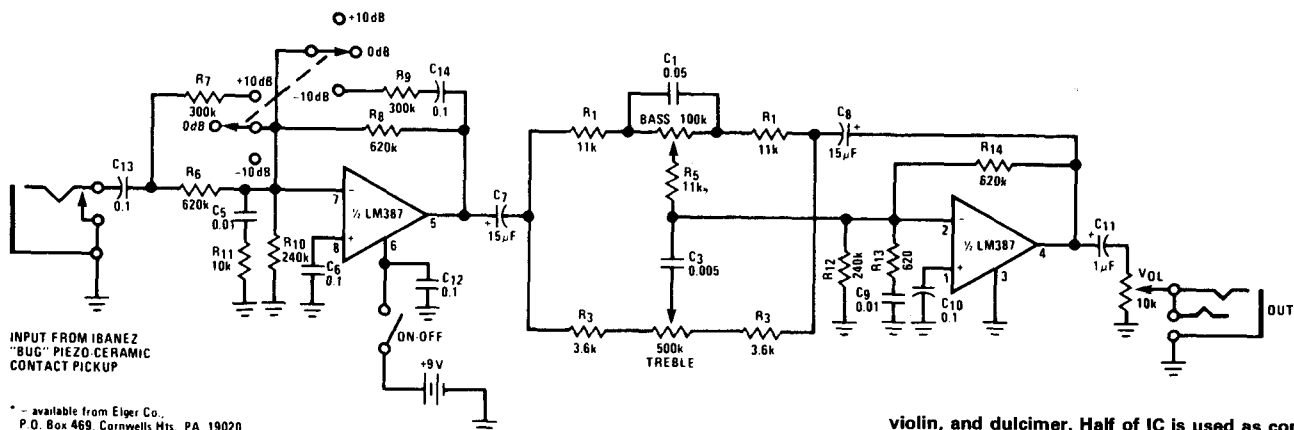 +10dB
0dB
C14
0.1
R9
300k
-10dB
R7
300k
+10dB
0dB
R8
620k
C13
0.1
R6
620k
-10dB
C5
0.01
R11
10k
R10
240k
7
-
½ LM387
8
+
6
5
C6
0.1
C12
0.1
ON-OFF
+9V
C7
+
15μF
C1
0.05
R1
11k
BASS 100k
R1
11k
R5
11k
C3
0.005
R3
3.6k
500k
TREBLE
R3
3.6k
C8
+
15μF
R14
620k
R12
240k
R13
620
C9
0.01
C10
0.1
2
-
½ LM387
1
+
3
4
C11
+
1μF
VOL
10k
OUT
INPUT FROM IBANEZ
"BUG" PIEZO-CERAMIC
CONTACT PICKUP
* - available from Elger Co.,
P.O. Box 469, Cornwells Hts, PA 19020
violin, and dulcimer. Half of IC is used as con